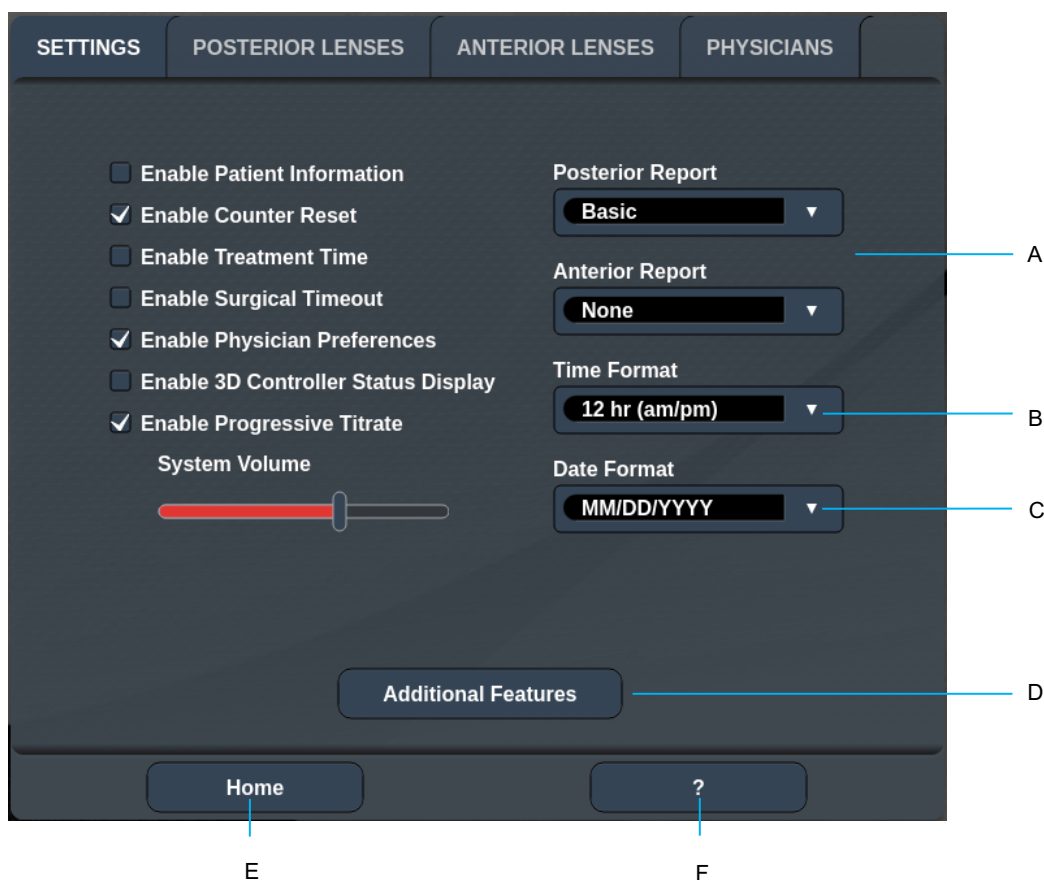 SETTINGS POSTERIOR LENSES ANTERIOR LENSES PHYSICIANS
Enable Patient Information
Enable Counter Reset
Enable Treatment Time
Enable Surgical Timeout
Enable Physician Preferences
Enable 3D Controller Status Display
Enable Progressive Titrate
System Volume
Posterior Report
Basic
Anterior Report
None
Time Format
12 hr (am/pm)
Date Format
MM/DD/YYYY
A
B
C
Additional Features
D
Home
?
E
F